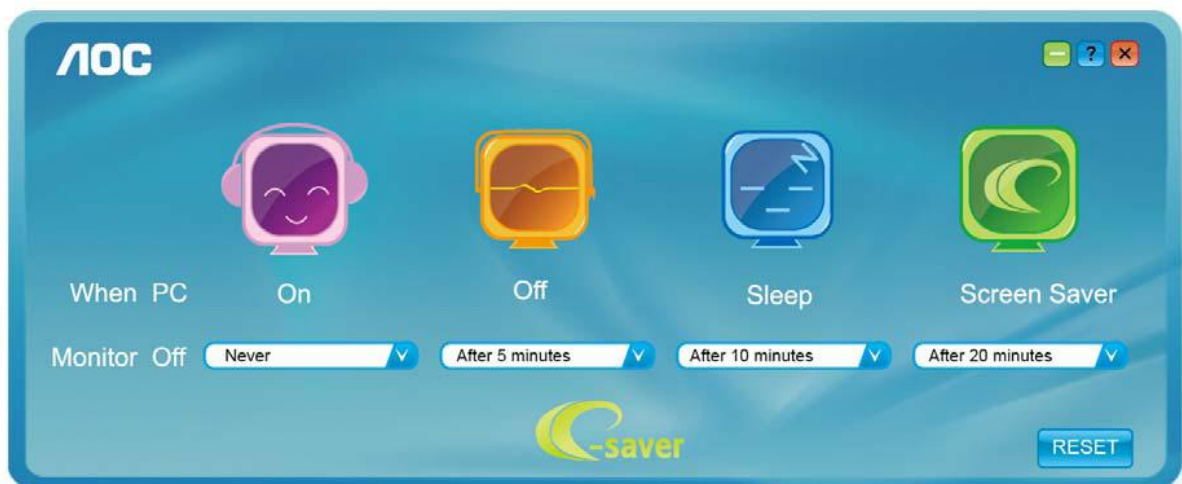 AOC
?
When PC On Off Sleep Screen Saver
Monitor Off Never After 5 minutes After 10 minutes After 20 minutes
e-saver
RESET